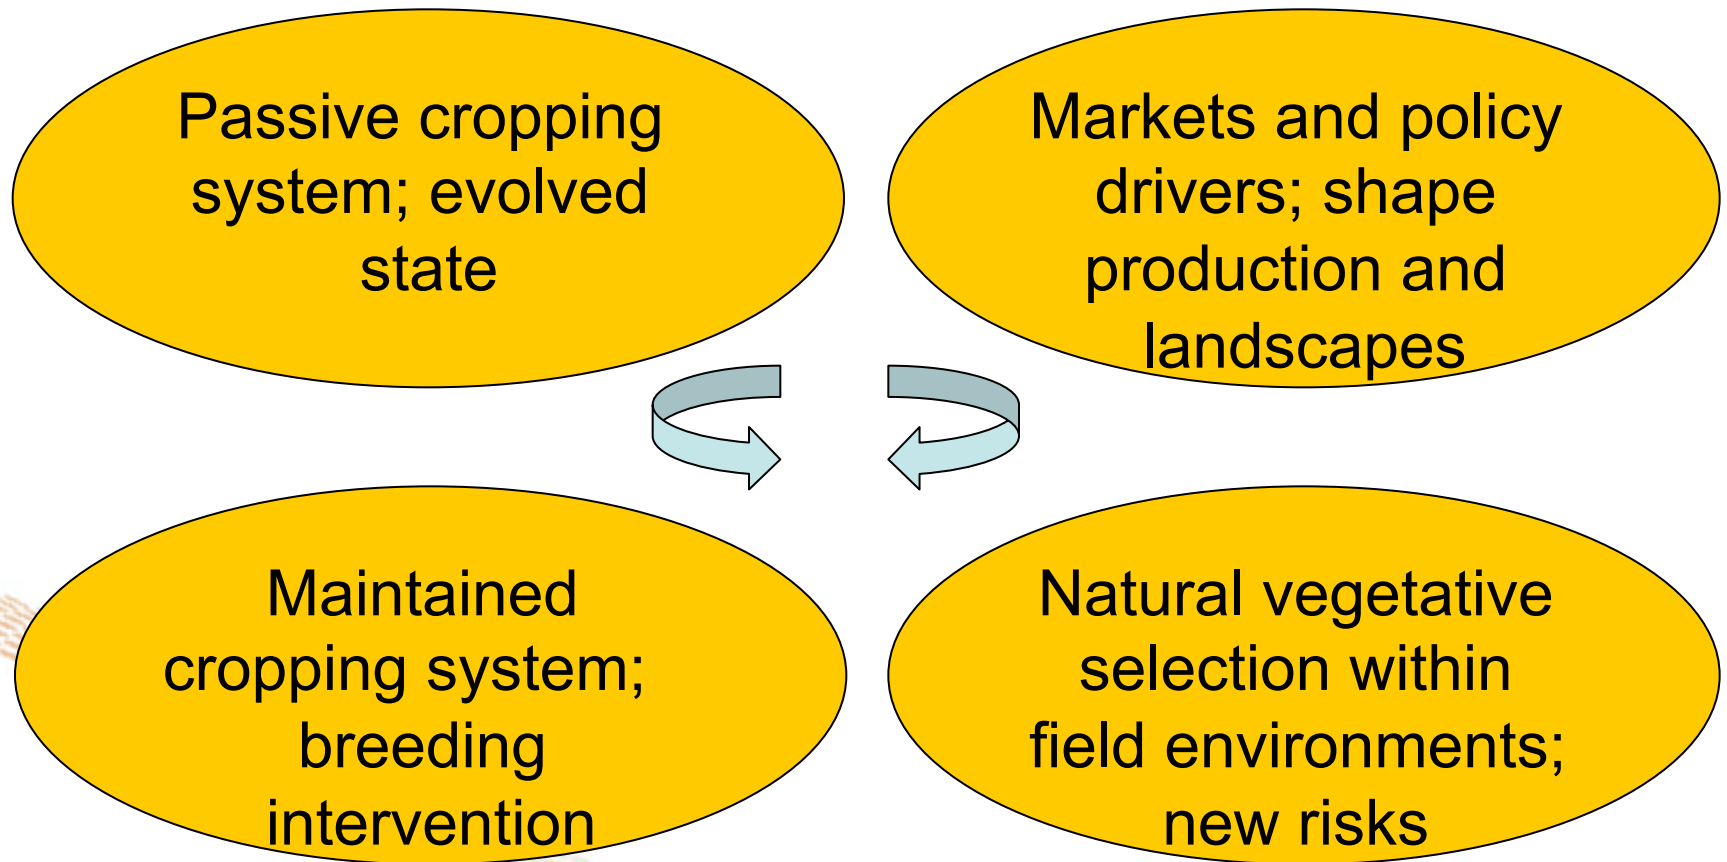 Passive cropping
system; evolved
state
Markets and policy
drivers; shape
production and
landscapes
Maintained
cropping system;
breeding
intervention
Natural vegetative
selection within
field environments;
new risks